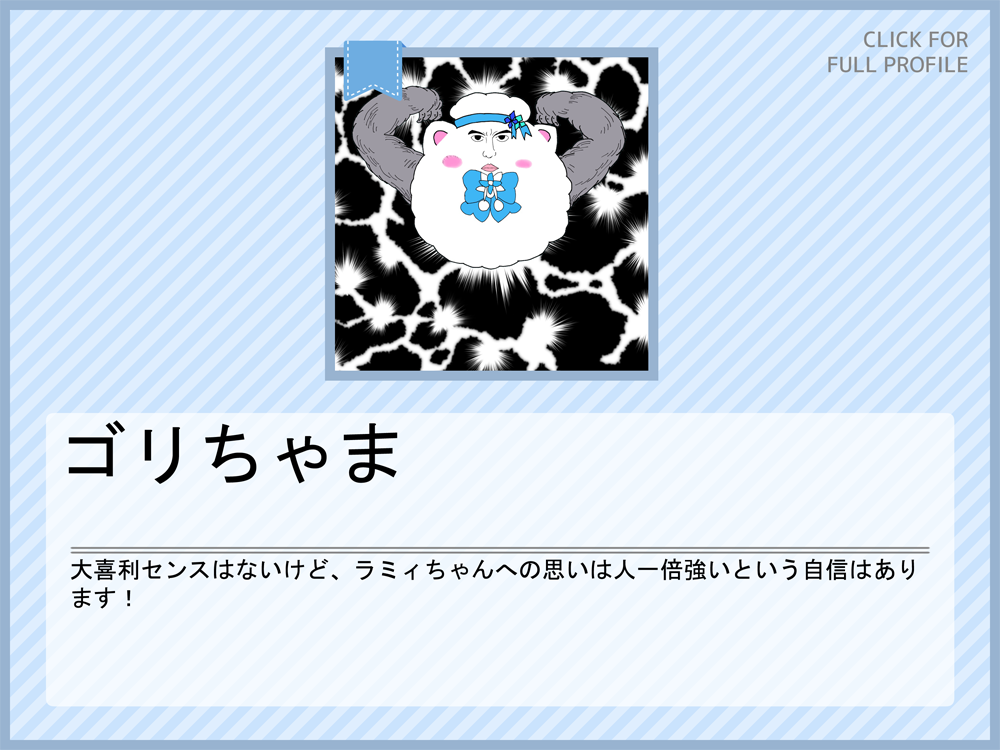 CLICK FOR
FULL PROFILE
ゴリちゃま
大喜利センスはないけど、ラミィちゃんへの思いは人一倍強いという自信はあり
ます！